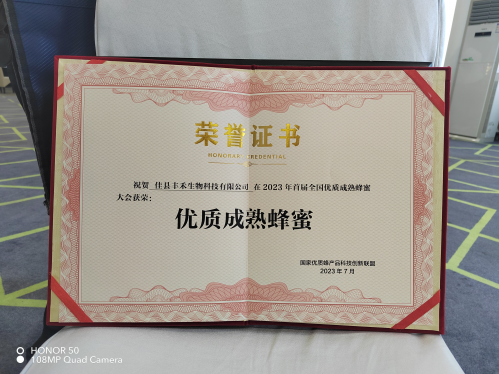 荣誉证书
HONORARY CREDENTIAL
祝贺 佳县丰禾生物科技有限公司 在2023年首届全国优质成熟蜂蜜
大会获荣：
优质成熟蜂蜜
国家优质蜂产品科技创新联盟
2023年7月
HONOR 50
108MP Quad Camera